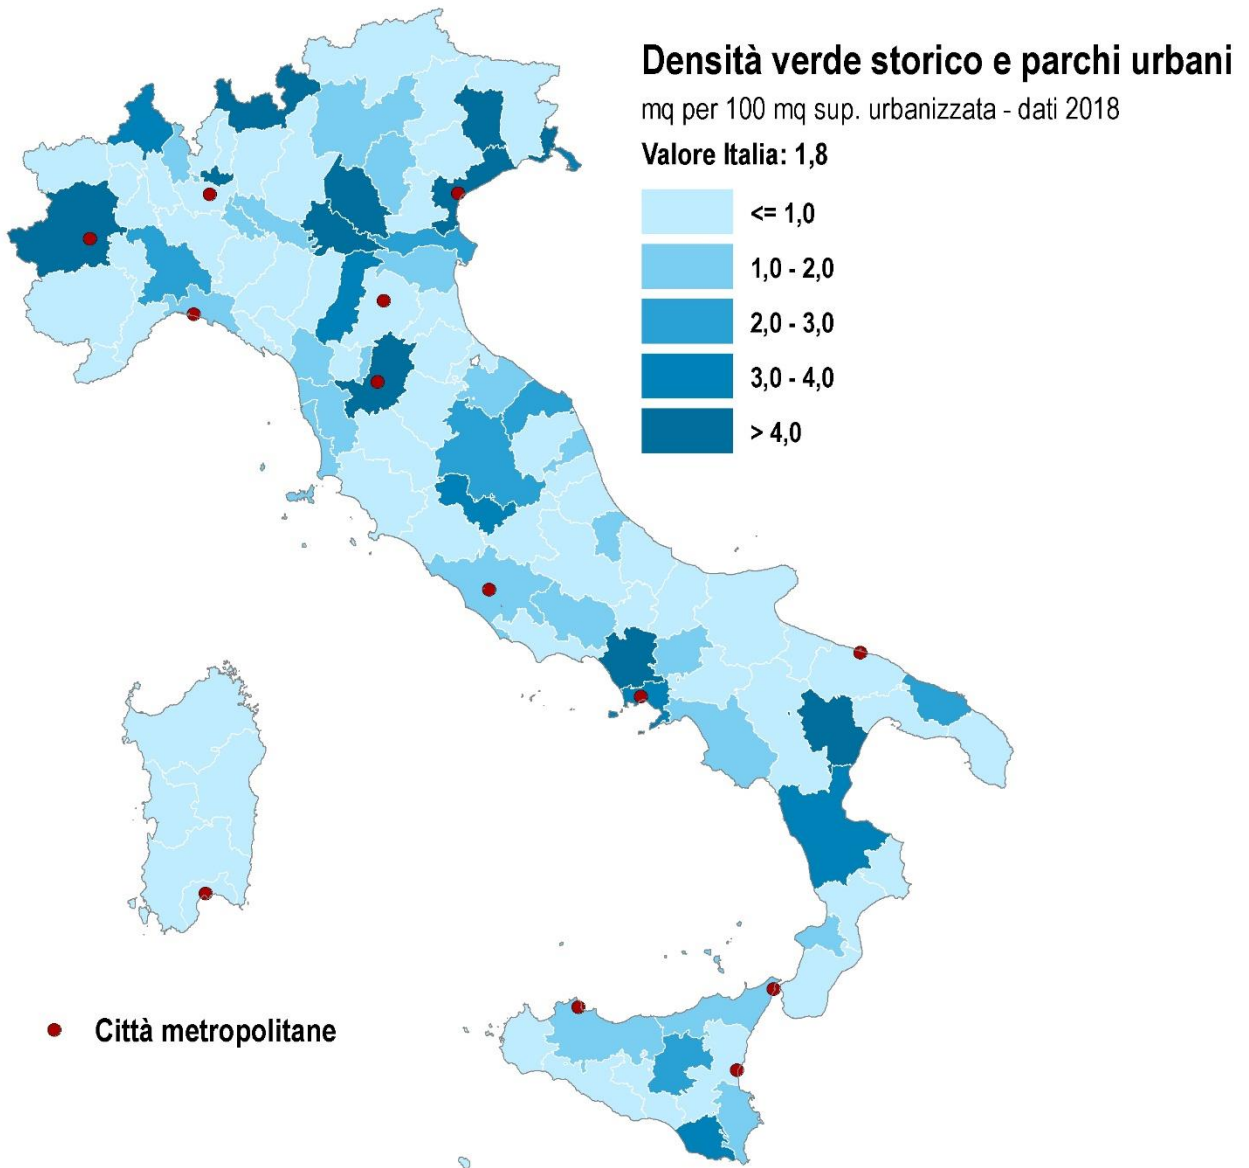 Densità verde storico e parchi urbani
mq per 100 mq sup. urbanizzata - dati 2018
Valore Italia: 1,8
<= 1,0
1,0 - 2,0
2,0 - 3,0
3,0 - 4,0
> 4,0
Città metropolitane